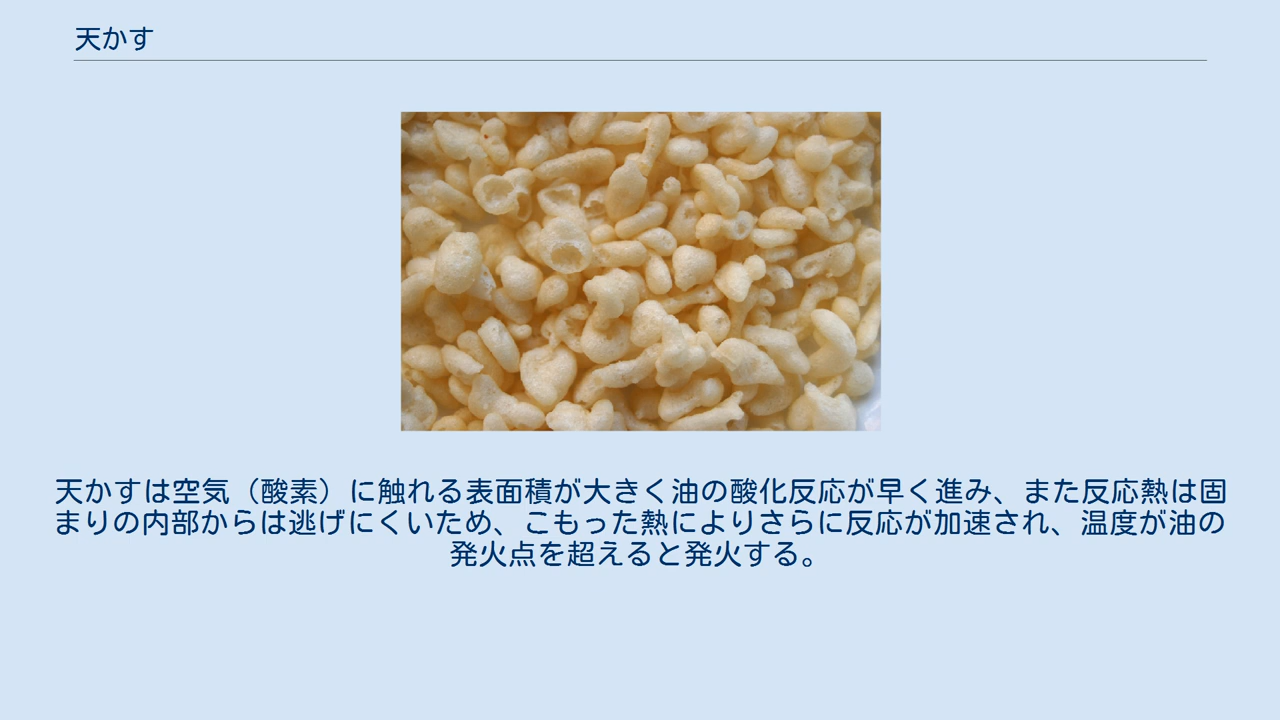 天かす
天かすは空気（酸素）に触れる表面積が大きく油の酸化反応が早く進み、また反応熱は固
まりの内部からは逃げにくいため、こもった熱によりさらに反応が加速され、温度が油の
発火点を超えると発火する。